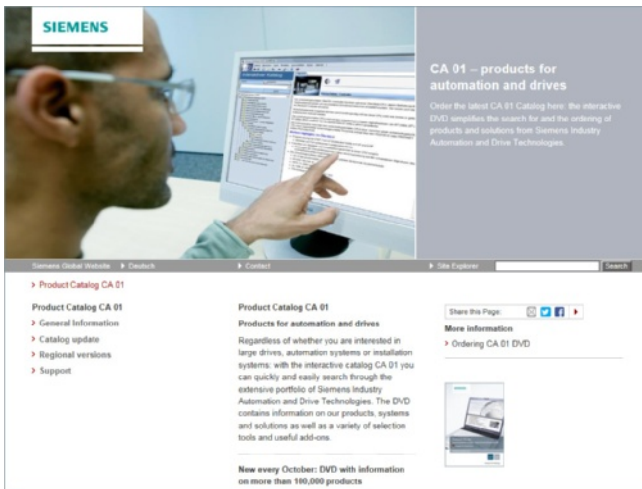 SIEMENS
CA 01 – products for
automation and drives
Order the latest CA 01 Catalog here: the interactive
DVD simplifies the search for and the ordering of
products and solutions from Siemens Industry
Automation and Drive Technologies.
Siemens Global Website
Deutsch
Contact
Site Explorer
Search
Product Catalog CA 01
Product Catalog CA 01
General Information
Catalog update
Regional versions
Support
Product Catalog CA 01
Products for automation and drives
Regardless of whether you are interested in
large drives, automation systems or installation
systems: with the interactive catalog CA 01 you
can quickly and easily search through the
extensive portfolio of Siemens Industry
Automation and Drive Technologies. The DVD
contains information on our products, systems
and solutions as well as a variety of selection
tools and useful add-ons.
New every October: DVD with information
on more than 100,000 products
Share this Page:
More information
Ordering CA 01 DVD